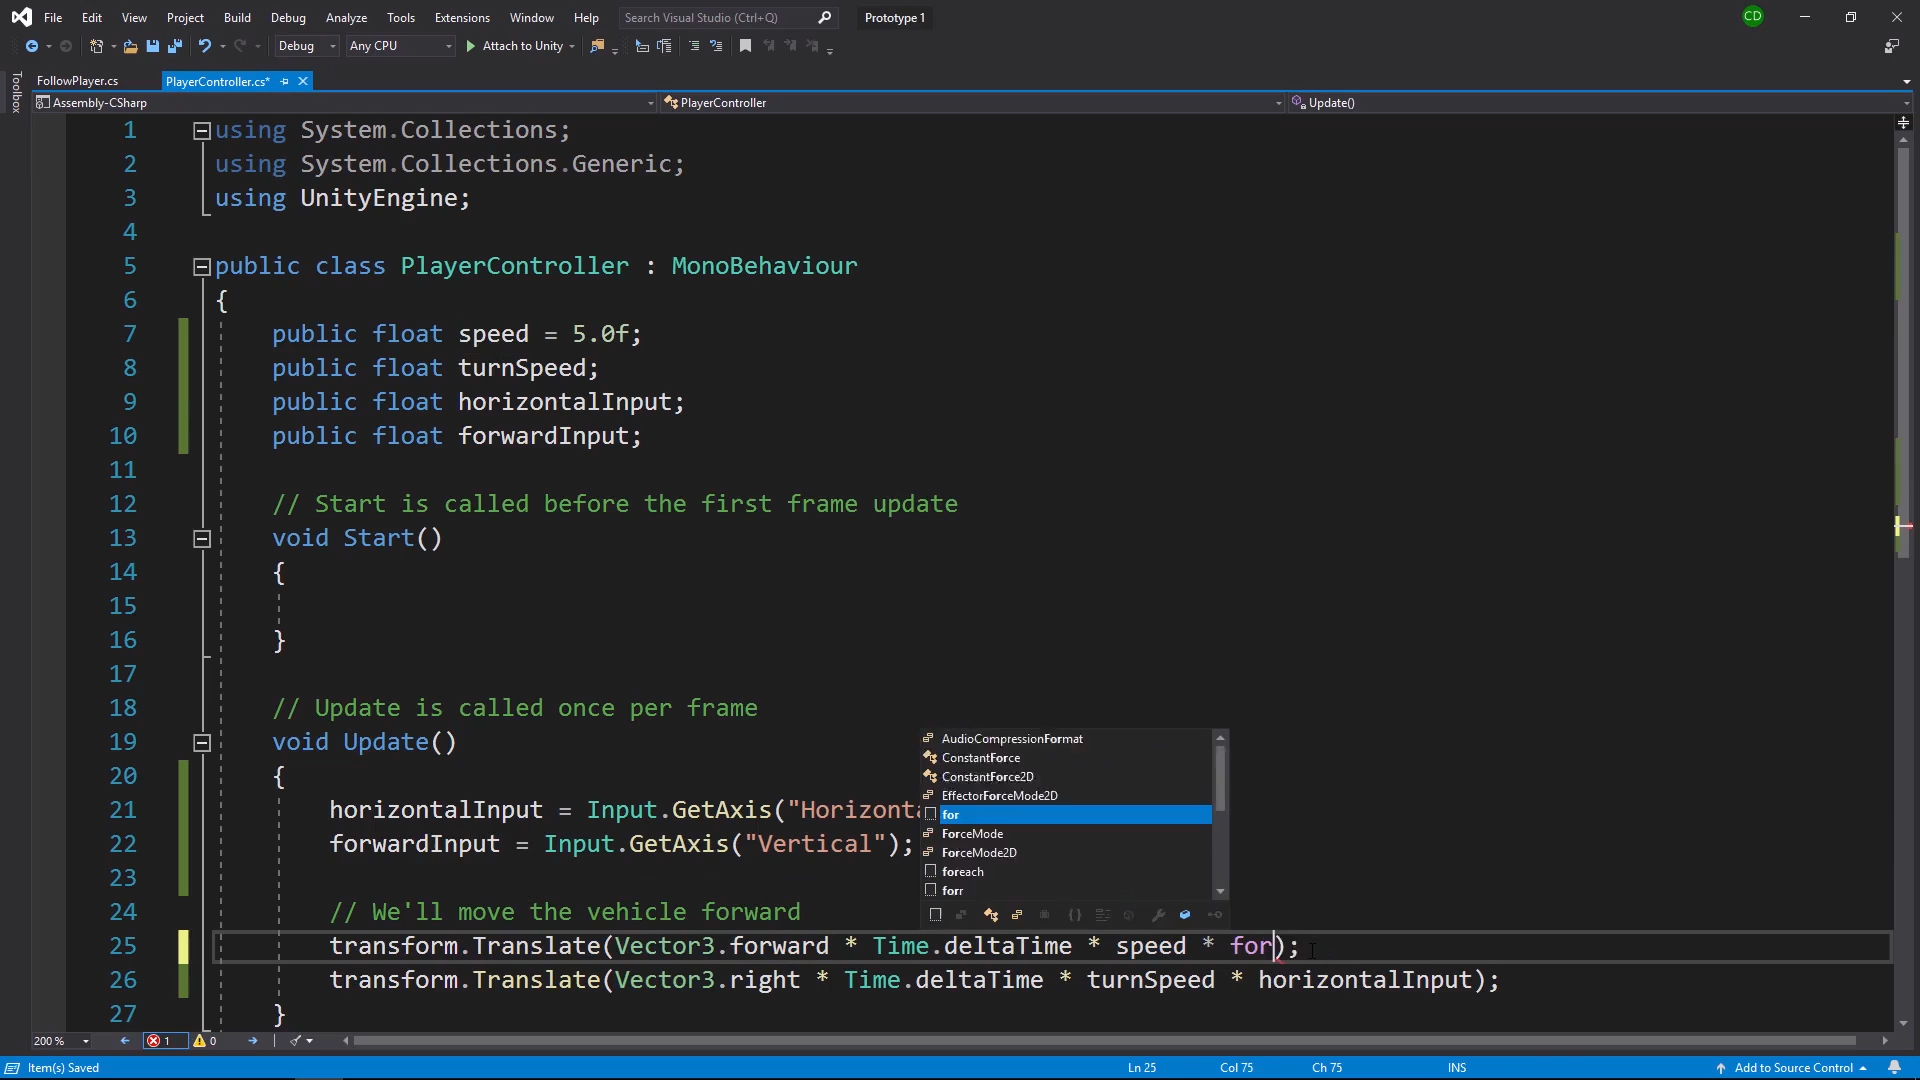 File Edit View Project Build Debug Analyze Tools Extensions Window Help Search Visual Studio (Ctrl+Q) Prototype 1 CD
Debug Any CPU Attach to Unity
Toolbox
FollowPlayer.cs PlayerController.cs*
Assembly-CSharp PlayerController Update()
1 using System.Collections;
2 using System.Collections.Generic;
3 using UnityEngine;
4
5 public class PlayerController : MonoBehaviour
6 {
7 public float speed = 5.0f;
8 public float turnSpeed;
9 public float horizontalInput;
10 public float forwardInput;
11
12 // Start is called before the first frame update
13 void Start()
14 {
15
16 }
17
18 // Update is called once per frame
19 void Update()
20 {
21 horizontalInput = Input.GetAxis("Horizonta
22 forwardInput = Input.GetAxis("Vertical");
23
24 // We'll move the vehicle forward
25 transform.Translate(Vector3.forward * Time.deltaTime * speed * for);
26 transform.Translate(Vector3.right * Time.deltaTime * turnSpeed * horizontalInput);
27 }
AudioCompressionFormat
ConstantForce
ConstantForce2D
EffectorForceMode2D
for
ForceMode
ForceMode2D
foreach
forr
200 % 1 0
Item(s) Saved Ln 25 Col 75 Ch 75 INS Add to Source Control